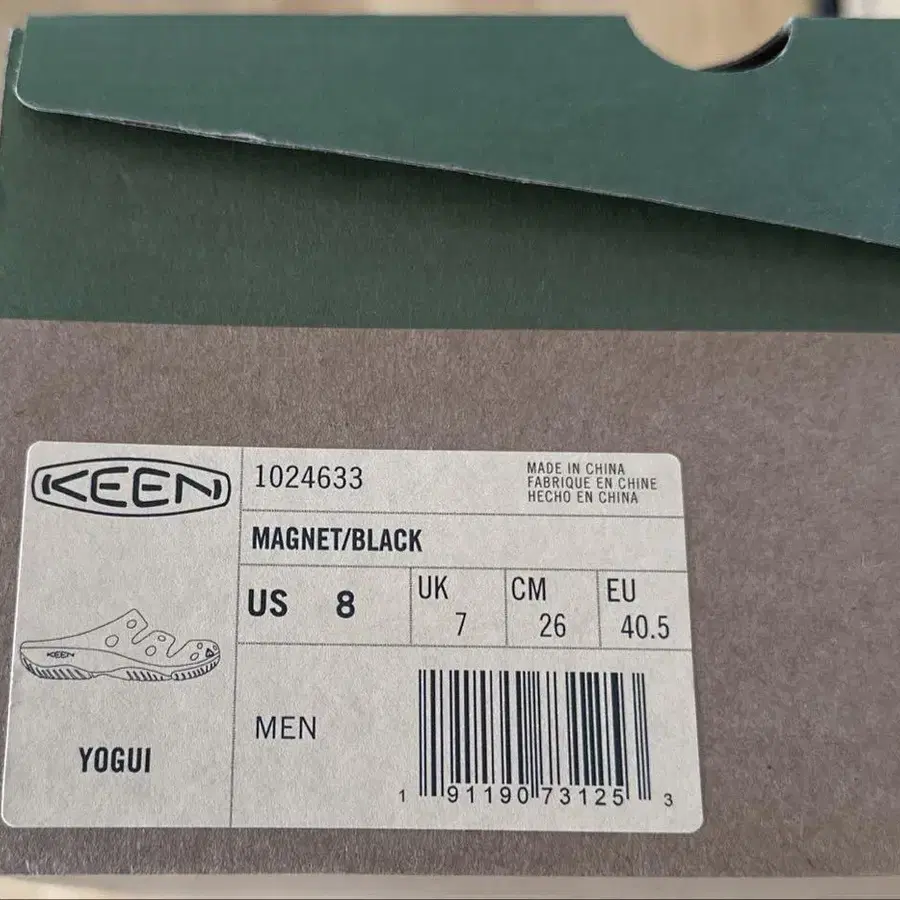 KEEN
1024633
MADE IN CHINA
FABRIQUE EN CHINE
HECHO EN CHINA
MAGNET/BLACK
US 8
UK 7
CM 26
EU 40.5
KEEN
YOGUI
MEN
1 91190 73125 3